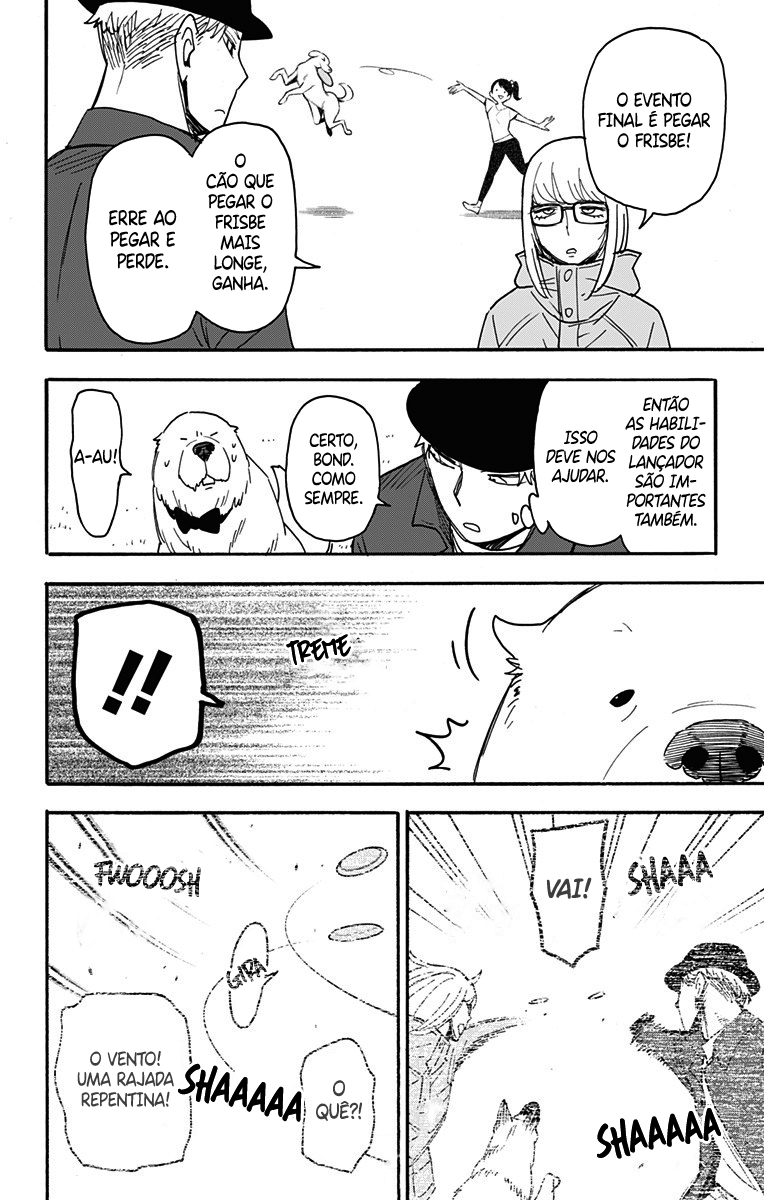 O EVENTO
FINAL É PEGAR
O FRISBE!
O
CÃO QUE
PEGAR O
FRISBE
MAIS
LONGE,
GANHA.
ERRE AO
PEGAR E
PERDE.
ENTÃO
AS HABILI-
DADES DO
LANÇADOR
SÃO IM-
PORTANTES
TAMBÉM.
ISSO
DEVE NOS
AJUDAR.
CERTO,
BOND.
COMO
SEMPRE.
A-AU!
TREME
!!
VAI!
SHAAA
SHAAAAA
FWOOOSH
GIRA
O
QUÊ?!
SHAAAAA
O VENTO!
UMA RAJADA
REPENTINA!